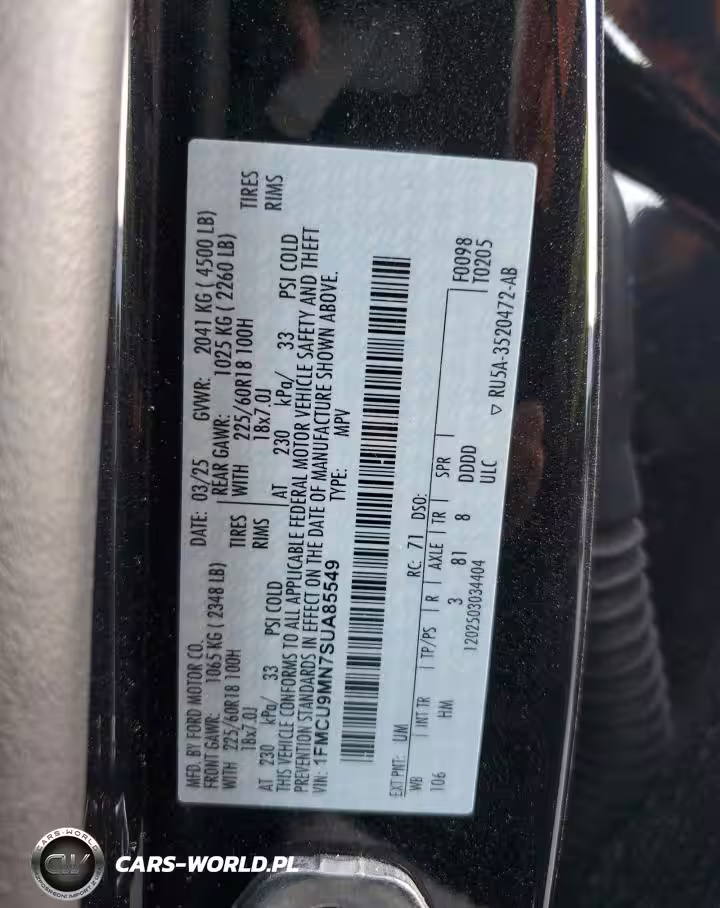 MFD. BY FORD MOTOR CO.
DATE: 03/25 GVWR: 2041 KG ( 4500 LB)
FRONT GAWR: 1065 KG ( 2348 LB) REAR GAWR: 1025 KG ( 2260 LB)
WITH 225/60R18 100H TIRES WITH 225/60R18 100H TIRES
18x7.0J RIMS 18x7.0J RIMS
AT 230 kPa/ 33 PSI COLD AT 230 kPa/ 33 PSI COLD
THIS VEHICLE CONFORMS TO ALL APPLICABLE FEDERAL MOTOR VEHICLE SAFETY AND THEFT
PREVENTION STANDARDS IN EFFECT ON THE DATE OF MANUFACTURE SHOWN ABOVE.
VIN: 1FMCU9MN7SUA85549 TYPE: MPV
EXT PNT: UM RC: 71 DSO:
WB INT TR TP/PS R AXLE TR SPR
106 HM 3 81 8 DDDD
ULC
F0098
T0205
1202503034404
▽ RU5A-3520472-AB
CARS-WORLD
CW
CARS-WORLD.PL